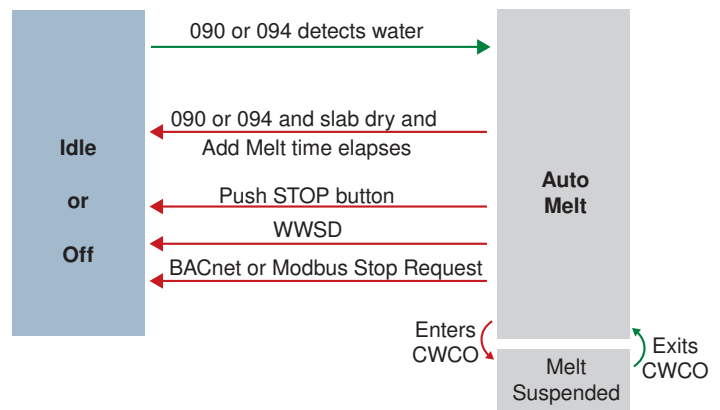 090 or 094 detects water
090 or 094 and slab dry and
Add Melt time elapses
Idle
or
Off
Push STOP button
WWSD
BACnet or Modbus Stop Request
Auto
Melt
Enters
CWCO
Melt
Suspended
Exits
CWCO